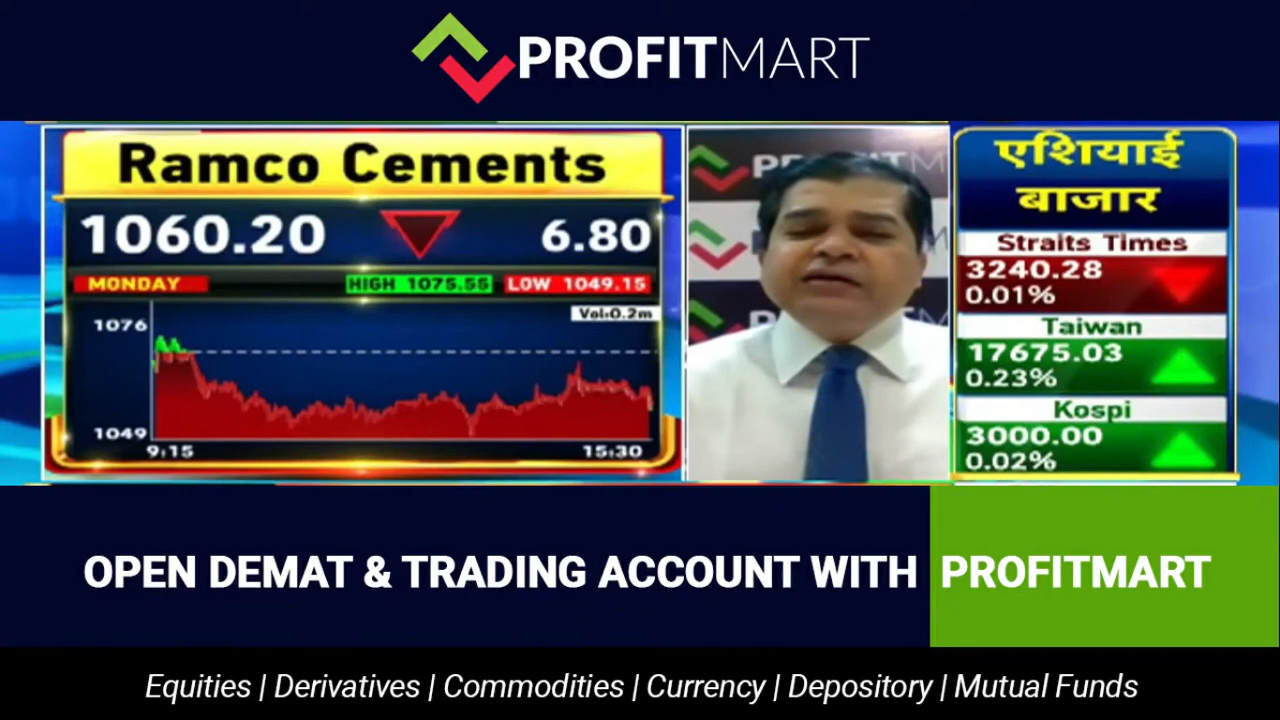 PROFITMART
Ramco Cements
1060.20 6.80
MONDAY HIGH 1075.55 LOW 1049.15
Vol:0.2m
1076
1049
9:15 15:30
PROFITM
एशियाई
बाजार
Straits Times
3240.28
0.01%
Taiwan
17675.03
0.23%
Kospi
3000.00
0.02%
OPEN DEMAT & TRADING ACCOUNT WITH PROFITMART
Equities | Derivatives | Commodities | Currency | Depository | Mutual Funds